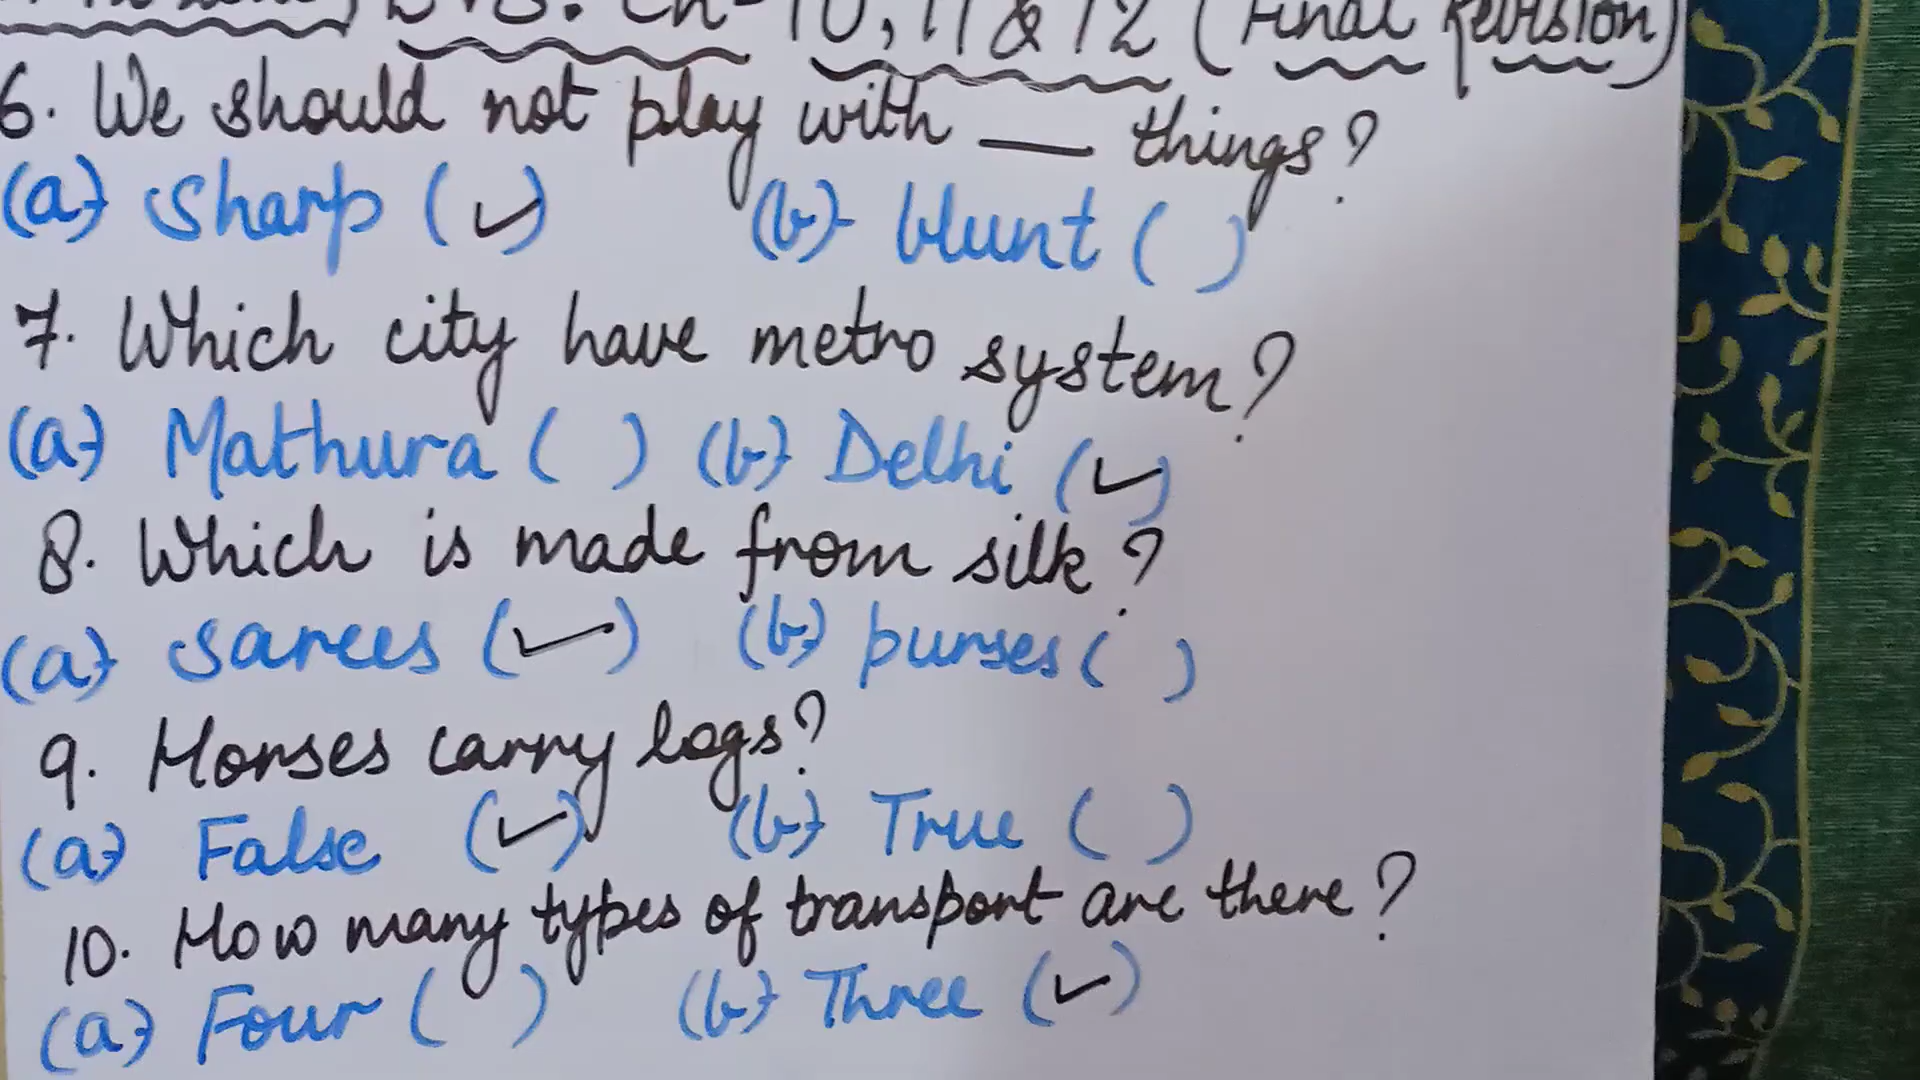 Ch-10, 11 & 12 (Final Revision)
6. We should not play with __ things?
(a) Sharp (✓) (b) blunt ( )
7. Which city have metro system?
(a) Mathura ( ) (b) Delhi (✓)
8. Which is made from silk?
(a) Sarees (✓) (b) purses ( )
9. Horses carry logs?
(a) False (✓) (b) True ( )
10. How many types of transport are there?
(a) Four ( ) (b) Three (✓)